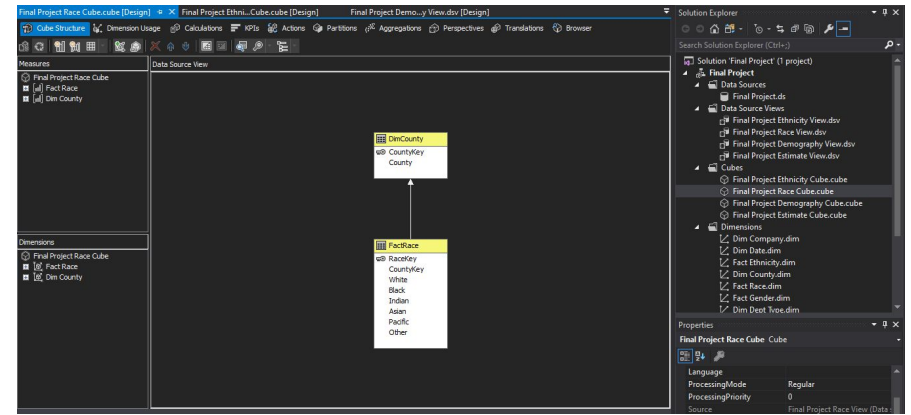 Final Project Race Cube.cube [Design]
Final Project Ethni...Cube.cube [Design]
Final Project Demo...y View.dsv [Design]
Cube Structure
Dimension Usage
Calculations
KPIs
Actions
Partitions
Aggregations
Perspectives
Translations
Browser
Measures
Final Project Race Cube
Fact Race
Dim County
Dimensions
Final Project Race Cube
Fact Race
Dim County
Data Source View
DimCounty
CountyKey
County
FactRace
RaceKey
CountyKey
White
Black
Indian
Asian
Pacific
Other
Solution Explorer
Search Solution Explorer (Ctrl+;)
Solution 'Final Project' (1 project)
Final Project
Data Sources
Final Project.ds
Data Source Views
Final Project Ethnicity View.dsv
Final Project Race View.dsv
Final Project Demography View.dsv
Final Project Estimate View.dsv
Cubes
Final Project Ethnicity Cube.cube
Final Project Race Cube.cube
Final Project Demography Cube.cube
Final Project Estimate Cube.cube
Dimensions
Dim Company.dim
Dim Date.dim
Fact Ethnicity.dim
Dim County.dim
Fact Race.dim
Fact Gender.dim
Dim Dept Type.dim
Properties
Final Project Race Cube Cube
Language
ProcessingMode Regular
ProcessingPriority 0
Source Final Project Race View (Data